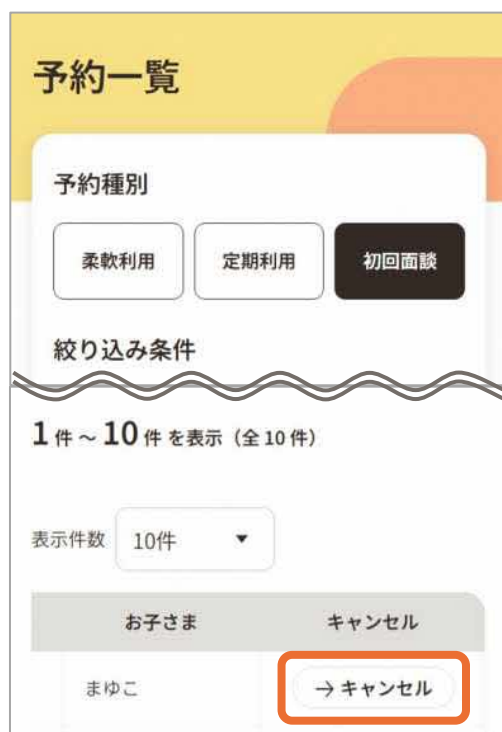 予約一覧
予約種別
柔軟利用 定期利用 初回面談
絞り込み条件
1件~10件を表示(全10件)
表示件数 10件
お子さま キャンセル
まゆこ →キャンセル